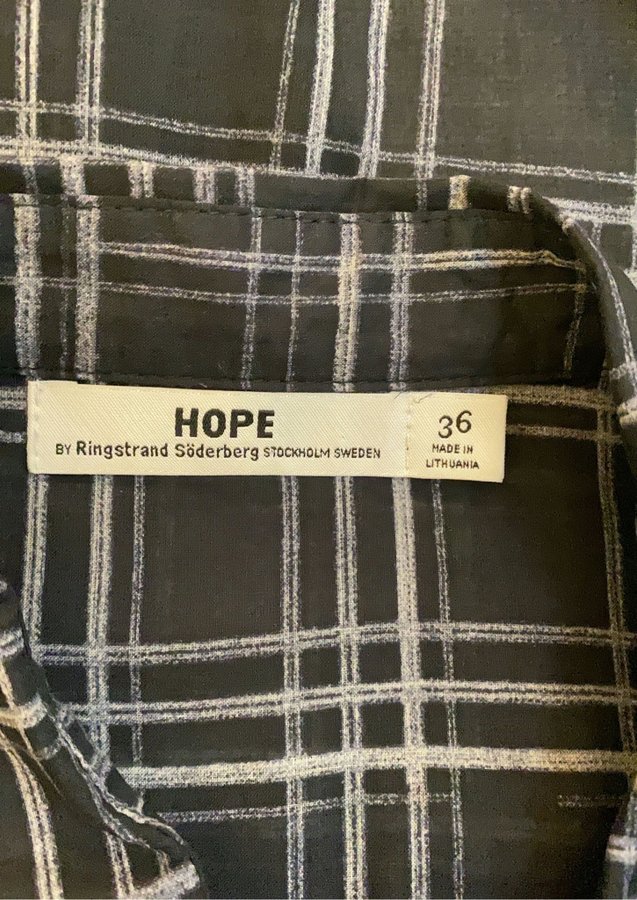 HOPE
BY Ringstrand Söderberg STOCKHOLM SWEDEN
36
MADE IN
LITHUANIA